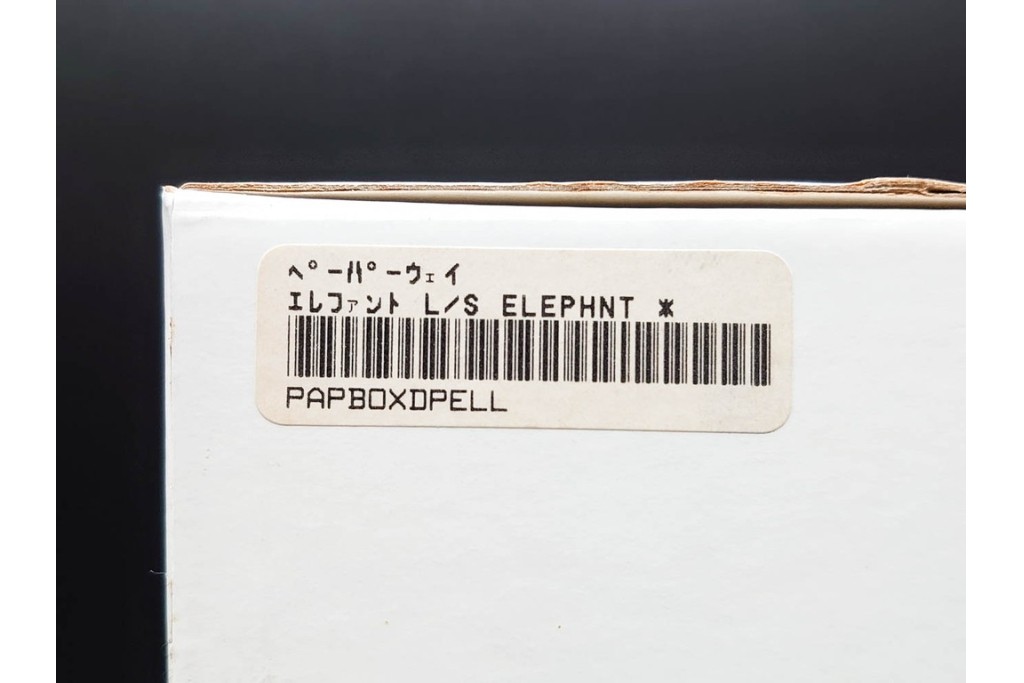 ﾍﾟｰﾊﾟｰｳｪｲ
ｴﾚﾌｧﾝﾄ L/S ELEPHNT *
PAPBOXDPELL